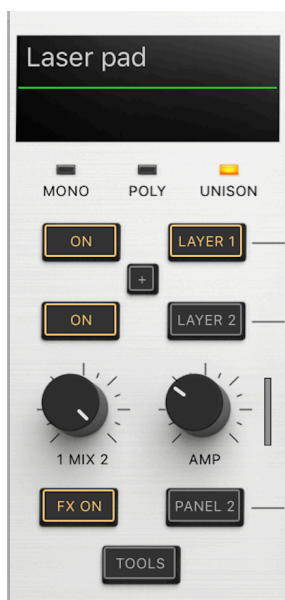 Laser pad
MONO POLY UNISON
ON LAYER 1
+
ON LAYER 2
1 MIX 2 AMP
FX ON PANEL 2
TOOLS